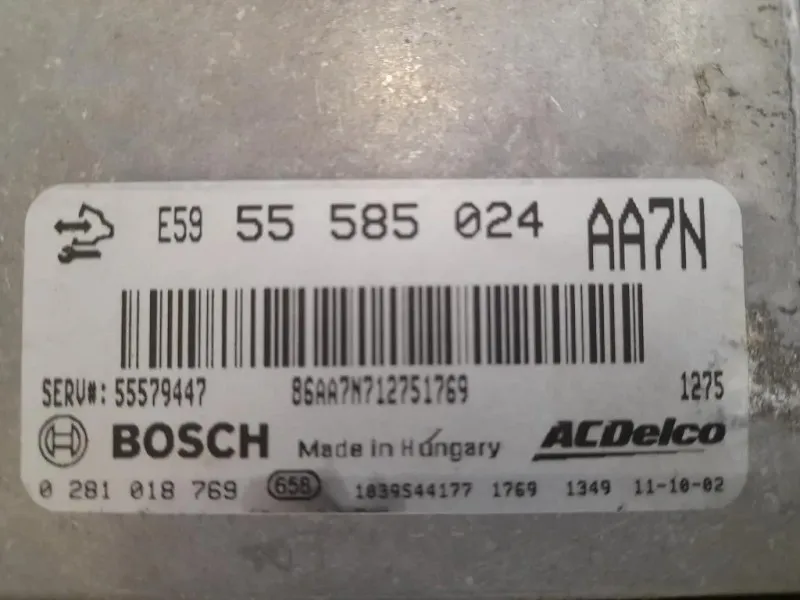 E59 55 585 024 AA7N
SERV#: 55579447 86AA7N712751769 1275
BOSCH Made in Hungary ACDelco
0 281 018 769 658 1039S44177 1769 1349 11-10-02